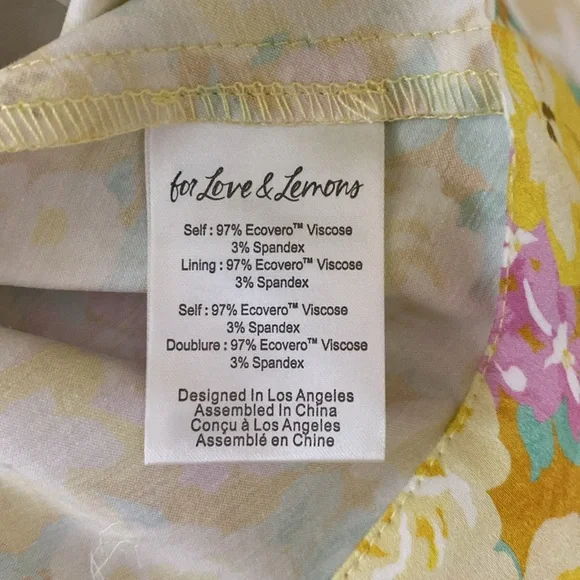 for Love & Lemons
Self : 97% Ecovero™ Viscose
3% Spandex
Lining : 97% Ecovero™ Viscose
3% Spandex
Self : 97% Ecovero™ Viscose
3% Spandex
Doublure : 97% Ecovero™ Viscose
3% Spandex
Designed In Los Angeles
Assembled In China
Conçu à Los Angeles
Assemblé en Chine